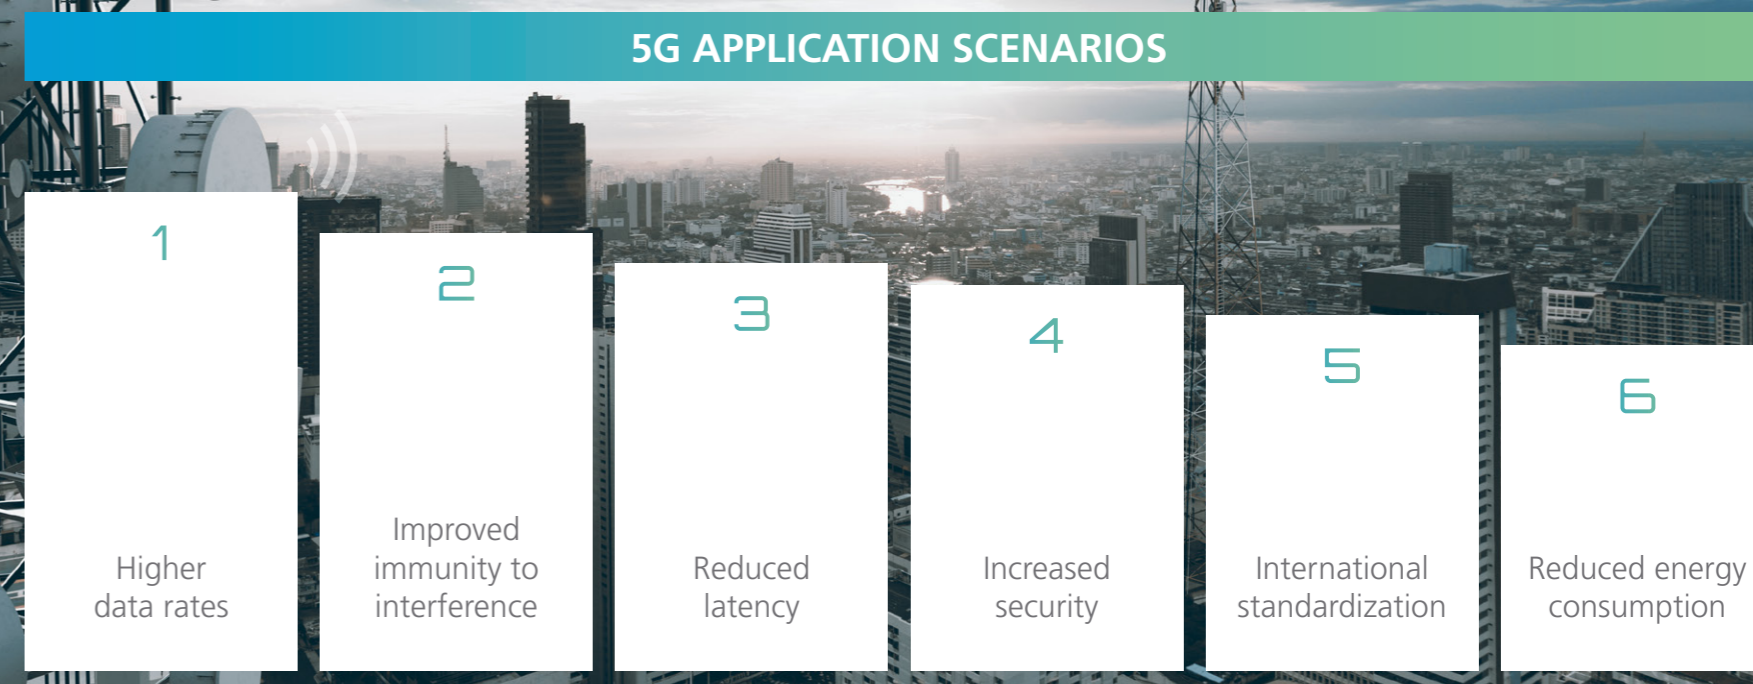 5G APPLICATION SCENARIOS
1
Higher
data rates
2
Improved
immunity to
interference
3
Reduced
latency
4
Increased
security
5
International
standardization
6
Reduced energy
consumption